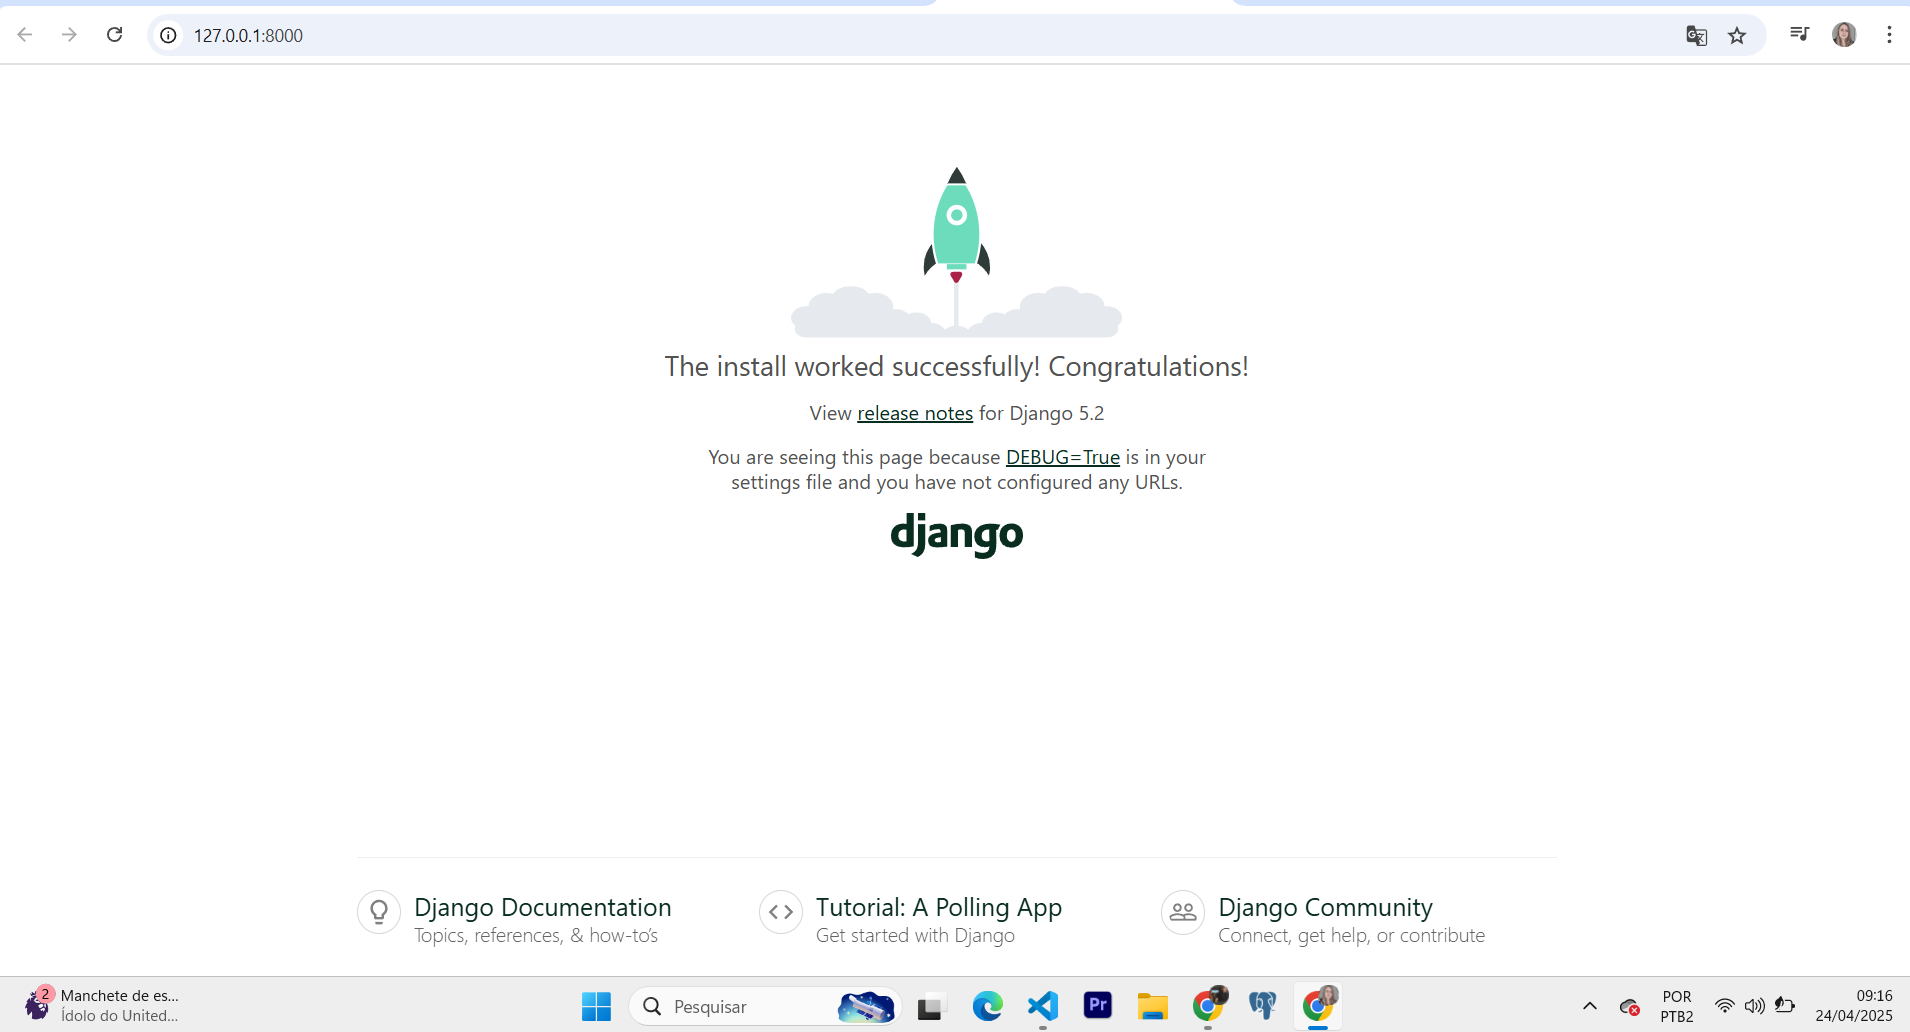 127.0.0.1:8000
The install worked successfully! Congratulations!
View release notes for Django 5.2
You are seeing this page because DEBUG=True is in your
settings file and you have not configured any URLs.
django
Django Documentation
Topics, references, & how-to's
Tutorial: A Polling App
Get started with Django
Django Community
Connect, get help, or contribute
2
Manchete de es...
Ídolo do United...
Pesquisar
Pr
POR
PTB2
09:16
24/04/2025